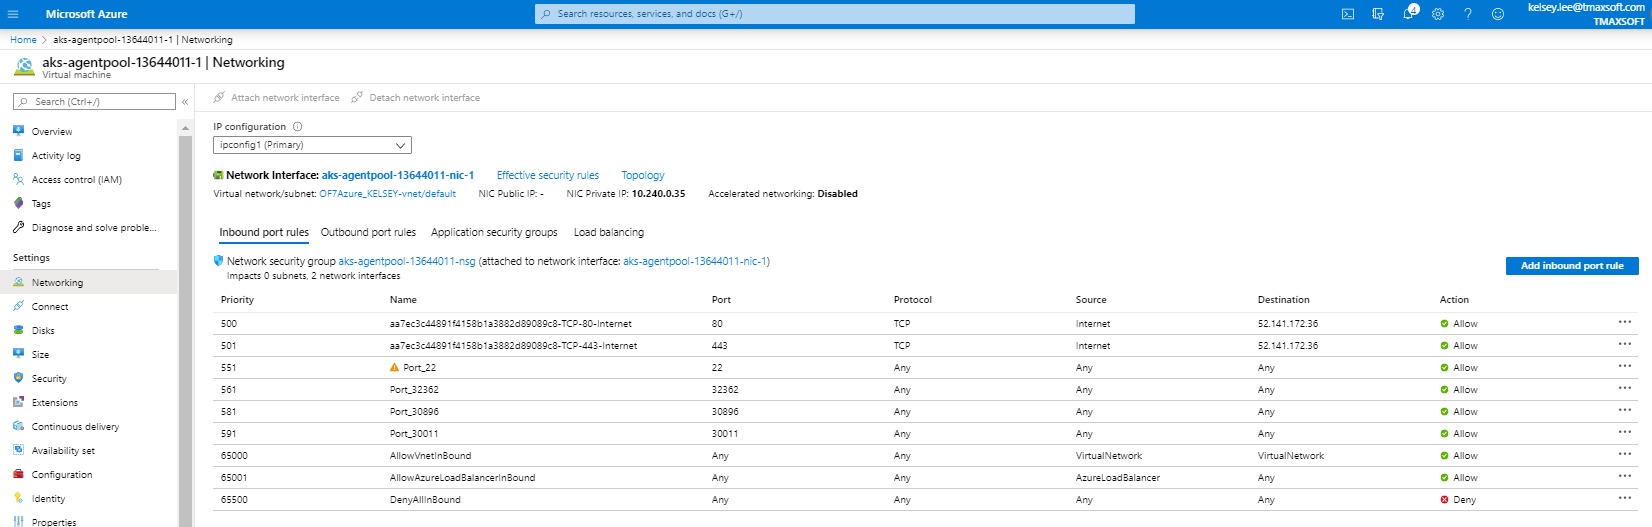 Microsoft Azure
Search resources, services, and docs (G+/)
4
kelsey.lee@tmaxsoft.com
TMAXSOFT
Home > aks-agentpool-13644011-1 | Networking
aks-agentpool-13644011-1 | Networking
Virtual machine
Search (Ctrl+/)
«
Overview
Activity log
Access control (IAM)
Tags
Diagnose and solve proble...
Settings
Networking
Connect
Disks
Size
Security
Extensions
Continuous delivery
Availability set
Configuration
Identity
Properties
Attach network interface Detach network interface
IP configuration
ipconfig1 (Primary)
Network Interface: aks-agentpool-13644011-nic-1 Effective security rules Topology
Virtual network/subnet: OF7Azure_KELSEY-vnet/default NIC Public IP: - NIC Private IP: 10.240.0.35 Accelerated networking: Disabled
Inbound port rules Outbound port rules Application security groups Load balancing
Network security group aks-agentpool-13644011-nsg (attached to network interface: aks-agentpool-13644011-nic-1)
Impacts 0 subnets, 2 network interfaces
Add inbound port rule
Priority Name Port Protocol Source Destination Action
500 aa7ec3c44891f4158b1a3882d89089c8-TCP-80-Internet 80 TCP Internet 52.141.172.36 Allow ...
501 aa7ec3c44891f4158b1a3882d89089c8-TCP-443-Internet 443 TCP Internet 52.141.172.36 Allow ...
551 Port_22 22 Any Any Any Allow ...
561 Port_32362 32362 Any Any Any Allow ...
581 Port_30896 30896 Any Any Any Allow ...
591 Port_30011 30011 Any Any Any Allow ...
65000 AllowVnetInBound Any Any VirtualNetwork VirtualNetwork Allow ...
65001 AllowAzureLoadBalancerInBound Any Any AzureLoadBalancer Any Allow ...
65500 DenyAllInBound Any Any Any Any Deny ...